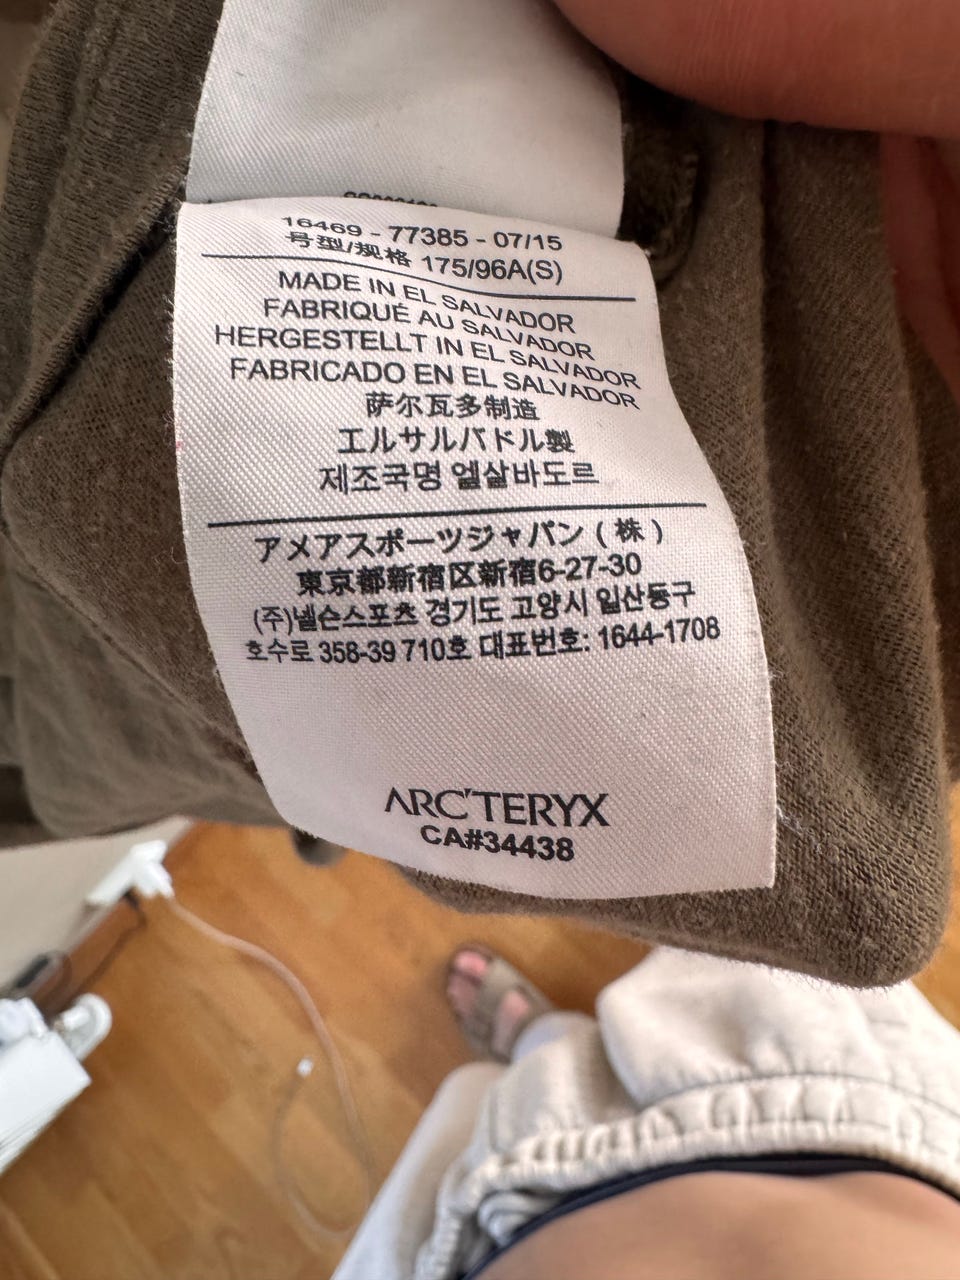 16469 - 77385 - 07/15
号型/规格 175/96A(S)
MADE IN EL SALVADOR
FABRIQUÉ AU SALVADOR
HERGESTELLT IN EL SALVADOR
FABRICADO EN EL SALVADOR
萨尔瓦多制造
エルサルバドル製
제조국명 엘살바도르
アメアスポーツジャパン ( 株 )
東京都新宿区新宿6-27-30
(주)넬슨스포츠 경기도 고양시 일산동구
호수로 358-39 710호 대표번호: 1644-1708
ARC'TERYX
CA#34438